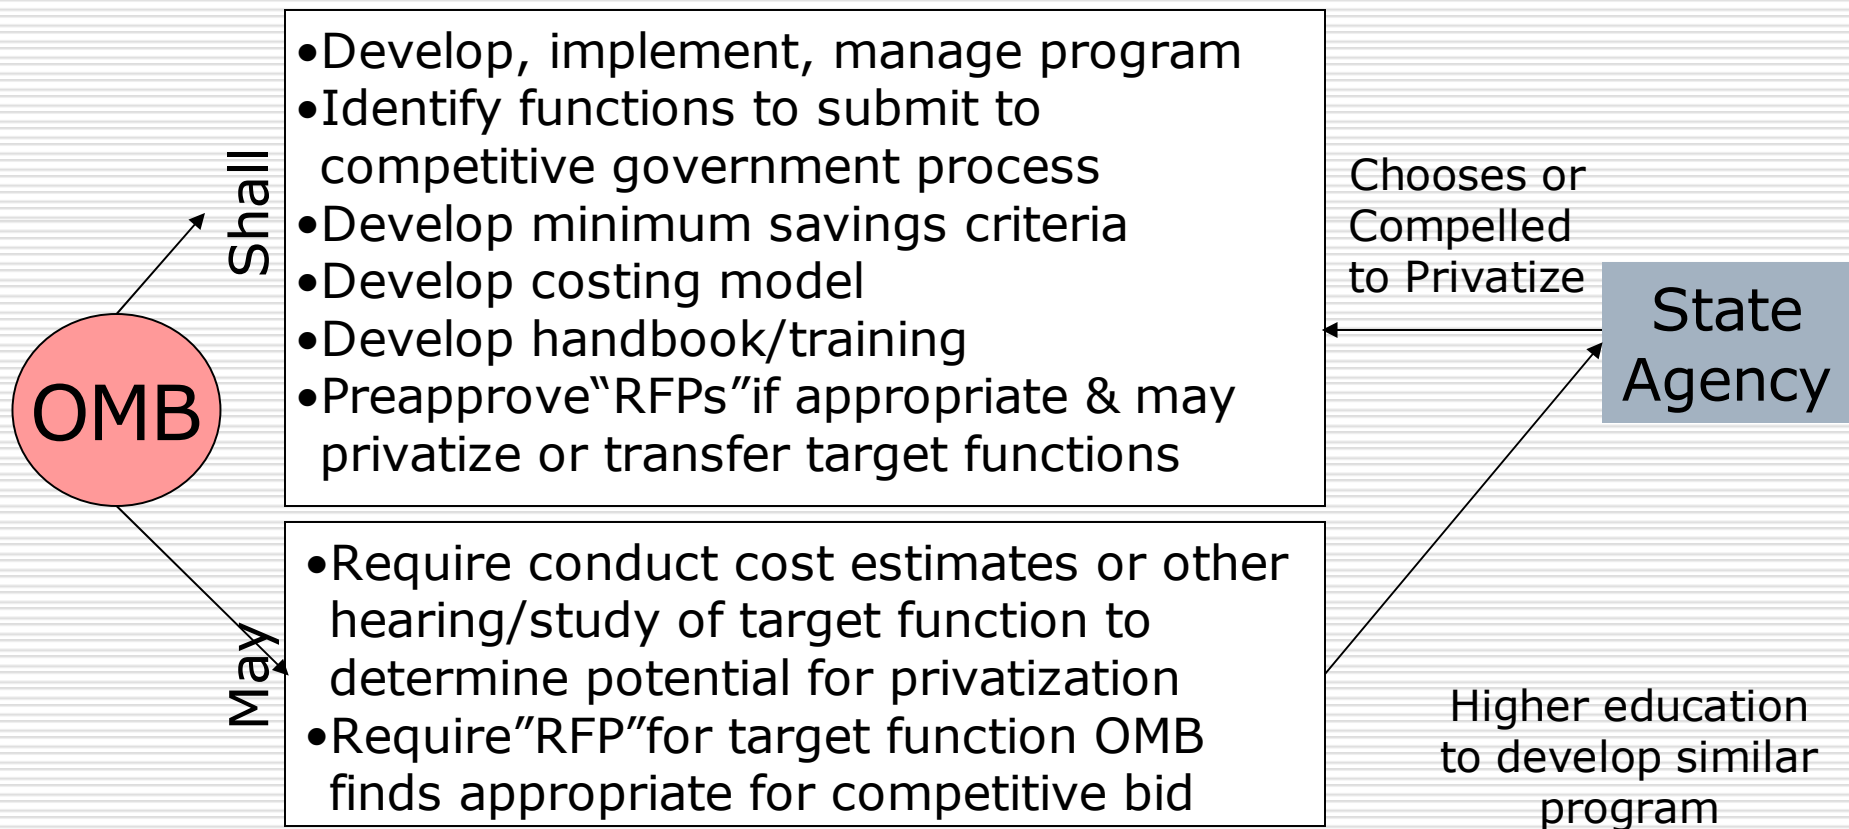 •Develop, implement, manage program
•Identify functions to submit to
competitive government process
•Develop minimum savings criteria
•Develop costing model
•Develop handbook/training
•Preapprove“RFPs”if appropriate & may
privatize or transfer target functions
Shall
OMB
May
•Require conduct cost estimates or other
hearing/study of target function to
determine potential for privatization
•Require”RFP”for target function OMB
finds appropriate for competitive bid
Chooses or
Compelled
to Privatize
State
Agency
Higher education
to develop similar
program